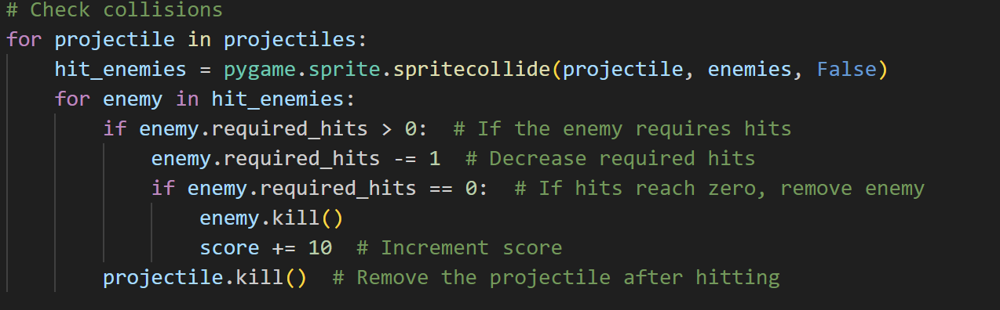 # Check collisions
for projectile in projectiles:
    hit_enemies = pygame.sprite.spritecollide(projectile, enemies, False)
    for enemy in hit_enemies:
        if enemy.required_hits > 0:  # If the enemy requires hits
            enemy.required_hits -= 1  # Decrease required hits
            if enemy.required_hits == 0:  # If hits reach zero, remove enemy
                enemy.kill()
                score += 10  # Increment score
        projectile.kill()  # Remove the projectile after hitting